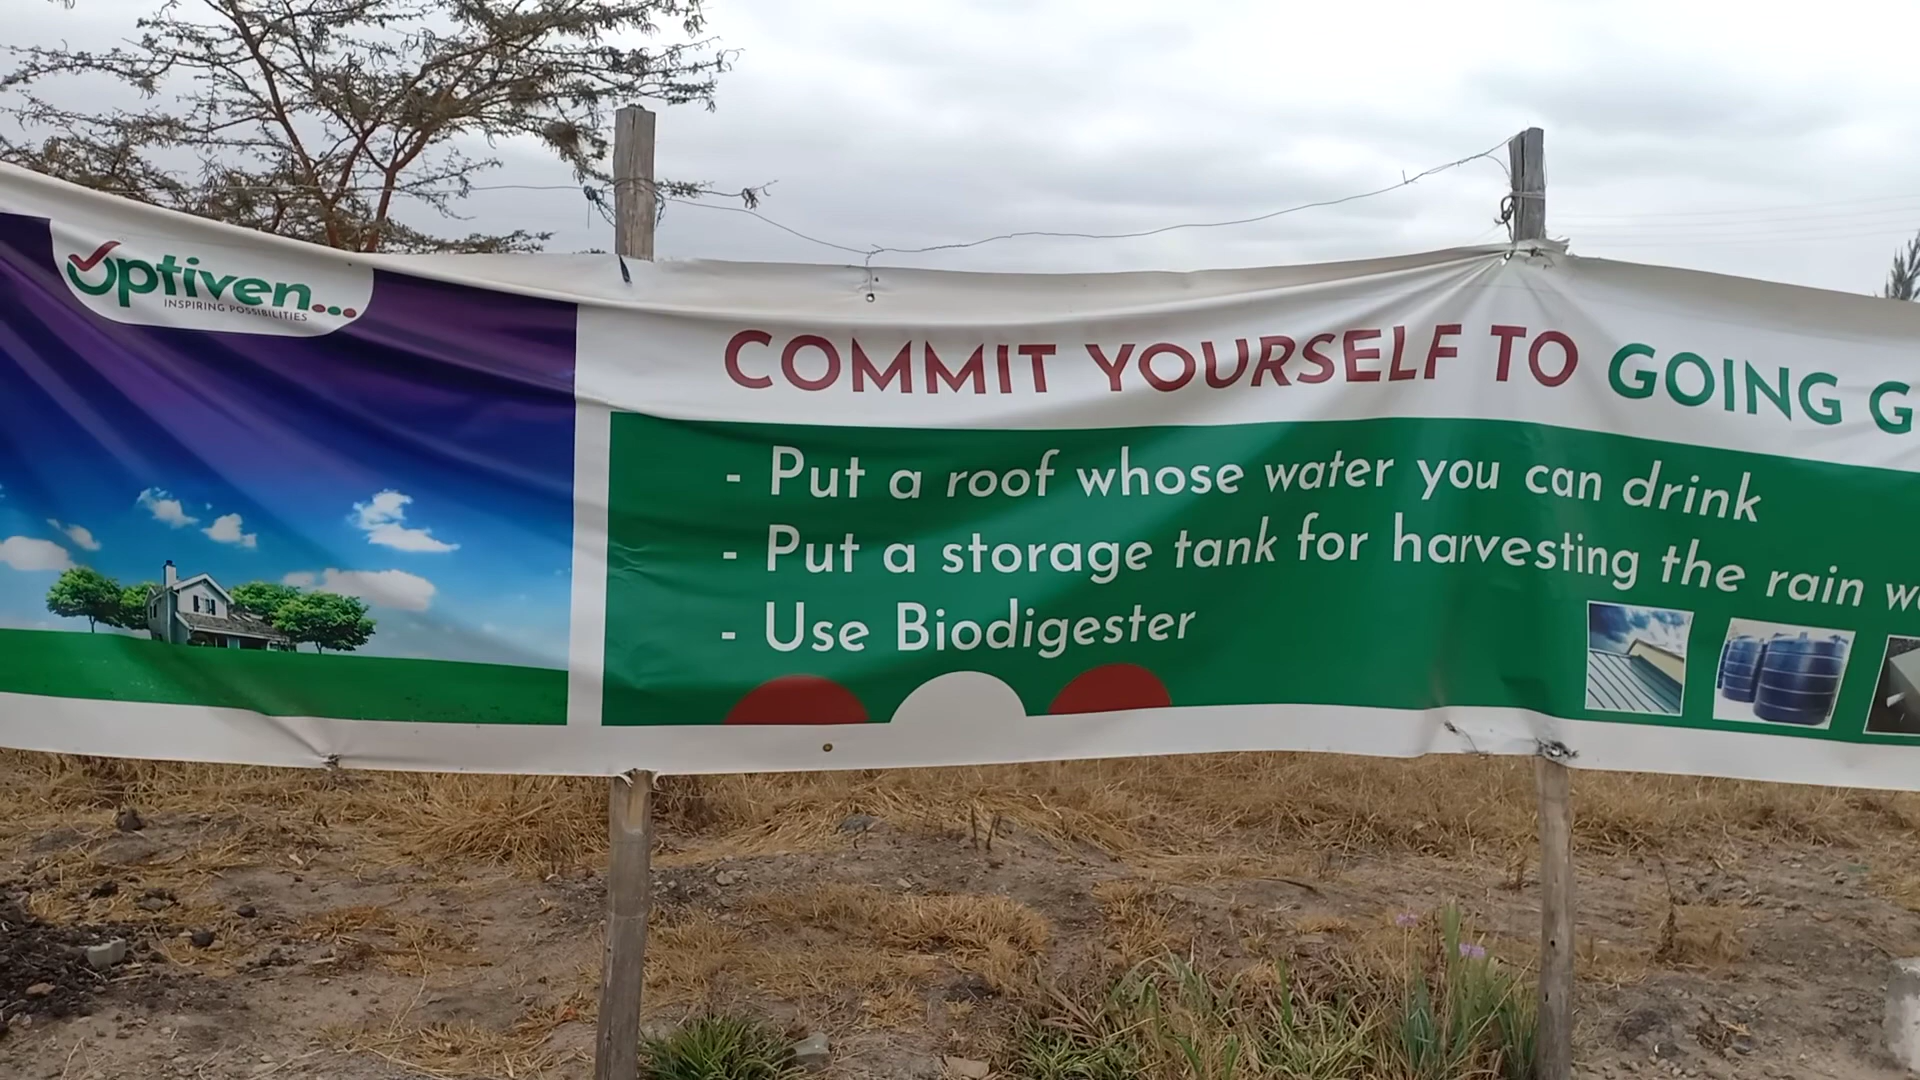 Optiven...
INSPIRING POSSIBILITIES
COMMIT YOURSELF TO GOING G
- Put a roof whose water you can drink
- Put a storage tank for harvesting the rain w
- Use Biodigester